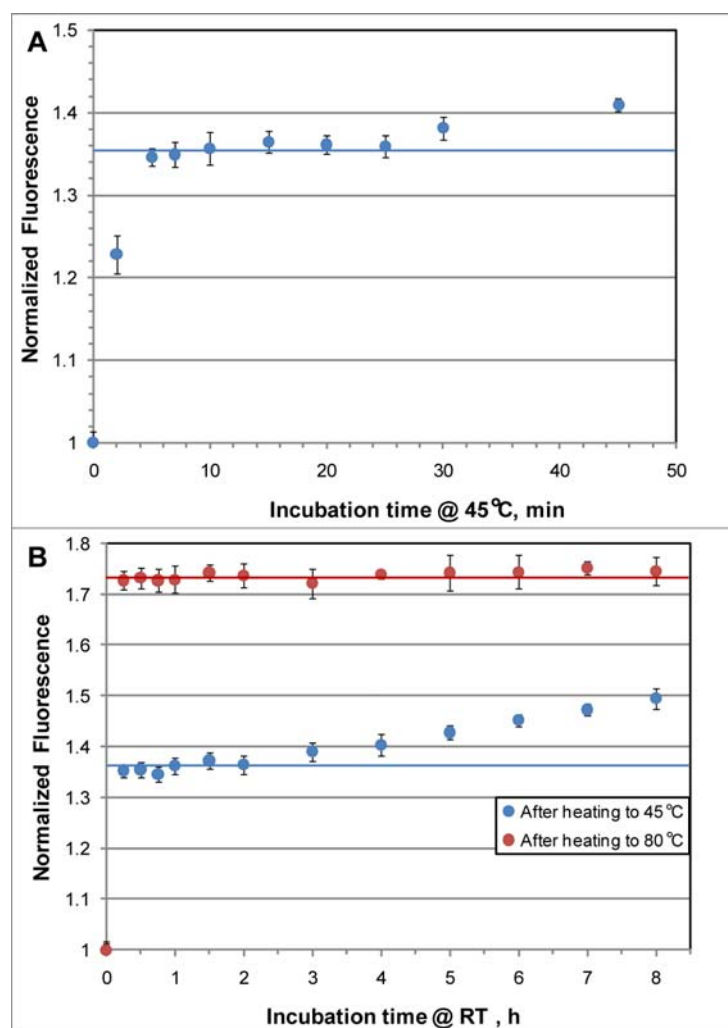 A
1.5
1.4
1.3
1.2
1.1
1
Normalized Fluorescence
0 10 20 30 40 50
Incubation time @ 45°C, min
B
1.8
1.7
1.6
1.5
1.4
1.3
1.2
1.1
1
Normalized Fluorescence
After heating to 45°C
After heating to 80°C
0 1 2 3 4 5 6 7 8
Incubation time @ RT , h